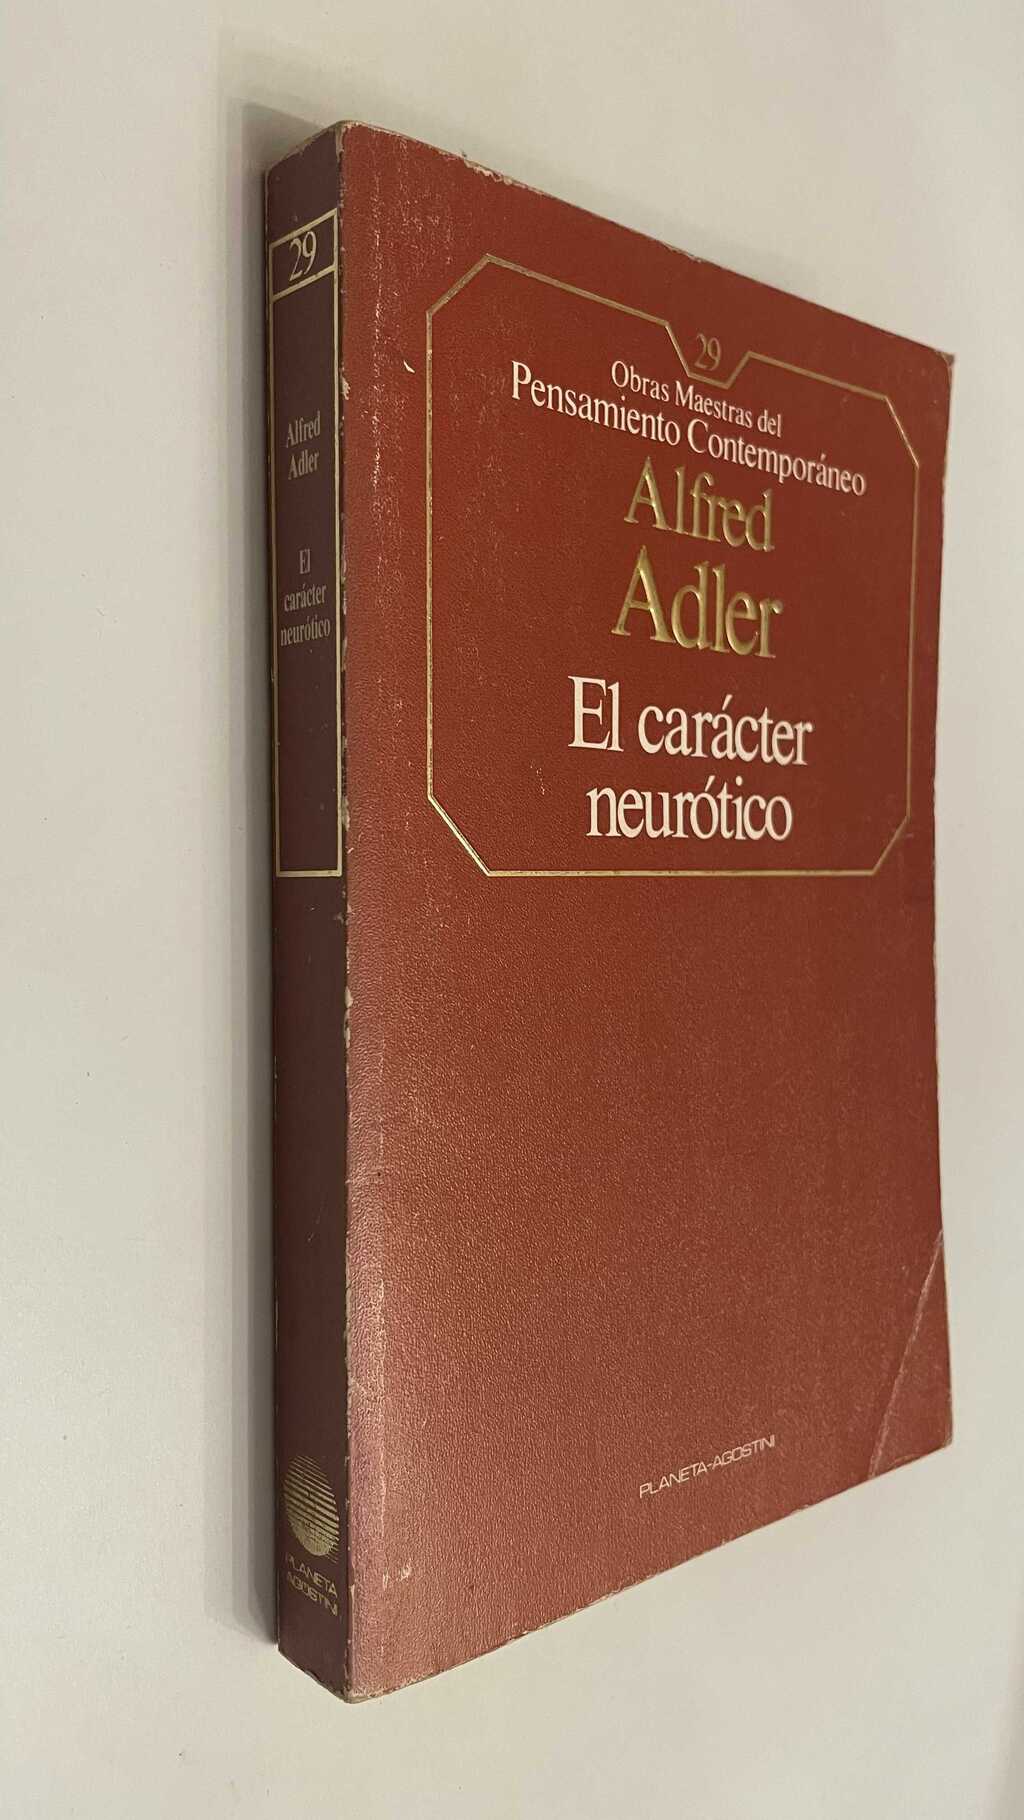 29
Alfred
Adler
El
carácter
neurótico
PLANETA
AGOSTINI
29
Obras Maestras del
Pensamiento Contemporáneo
Alfred
Adler
El carácter
neurótico
PLANETA-AGOSTINI